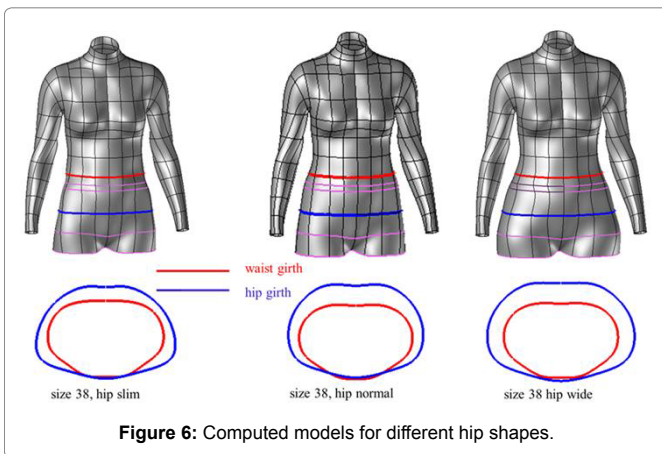 waist girth
hip girth
size 38, hip slim
size 38, hip normal
size 38 hip wide
Figure 6: Computed models for different hip shapes.